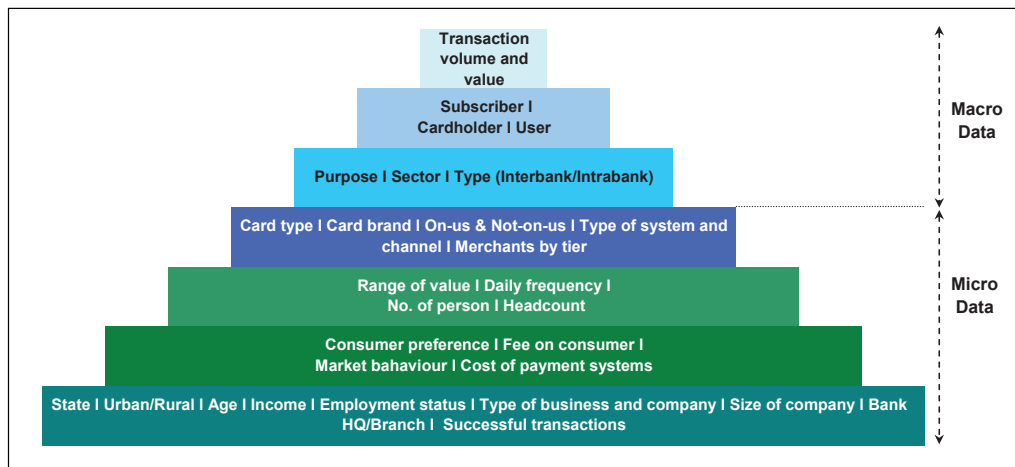 Transaction
volume and
value
Subscriber I
Cardholder I User
Purpose I Sector I Type (Interbank/Intrabank)
Macro
Data
Card type I Card brand I On-us & Not-on-us I Type of system and
channel I Merchants by tier
Range of value I Daily frequency I
No. of person I Headcount
Consumer preference I Fee on consumer I
Market bahaviour I Cost of payment systems
State I Urban/Rural I Age I Income I Employment status I Type of business and company I Size of company I Bank
HQ/Branch I Successful transactions
Micro
Data